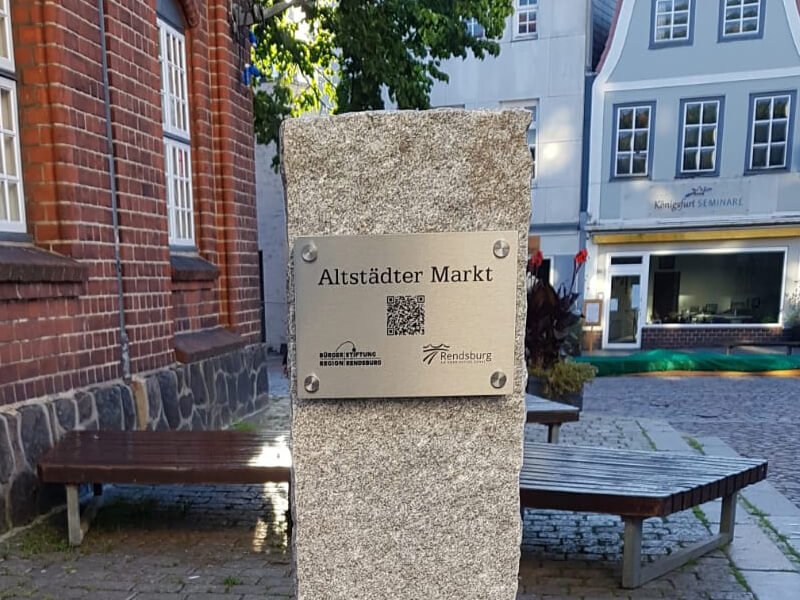 Altstädter Markt
BÜRGER STIFTUNG
REGION RENDSBURG
Rendsburg
Königsfurt SEMINARE